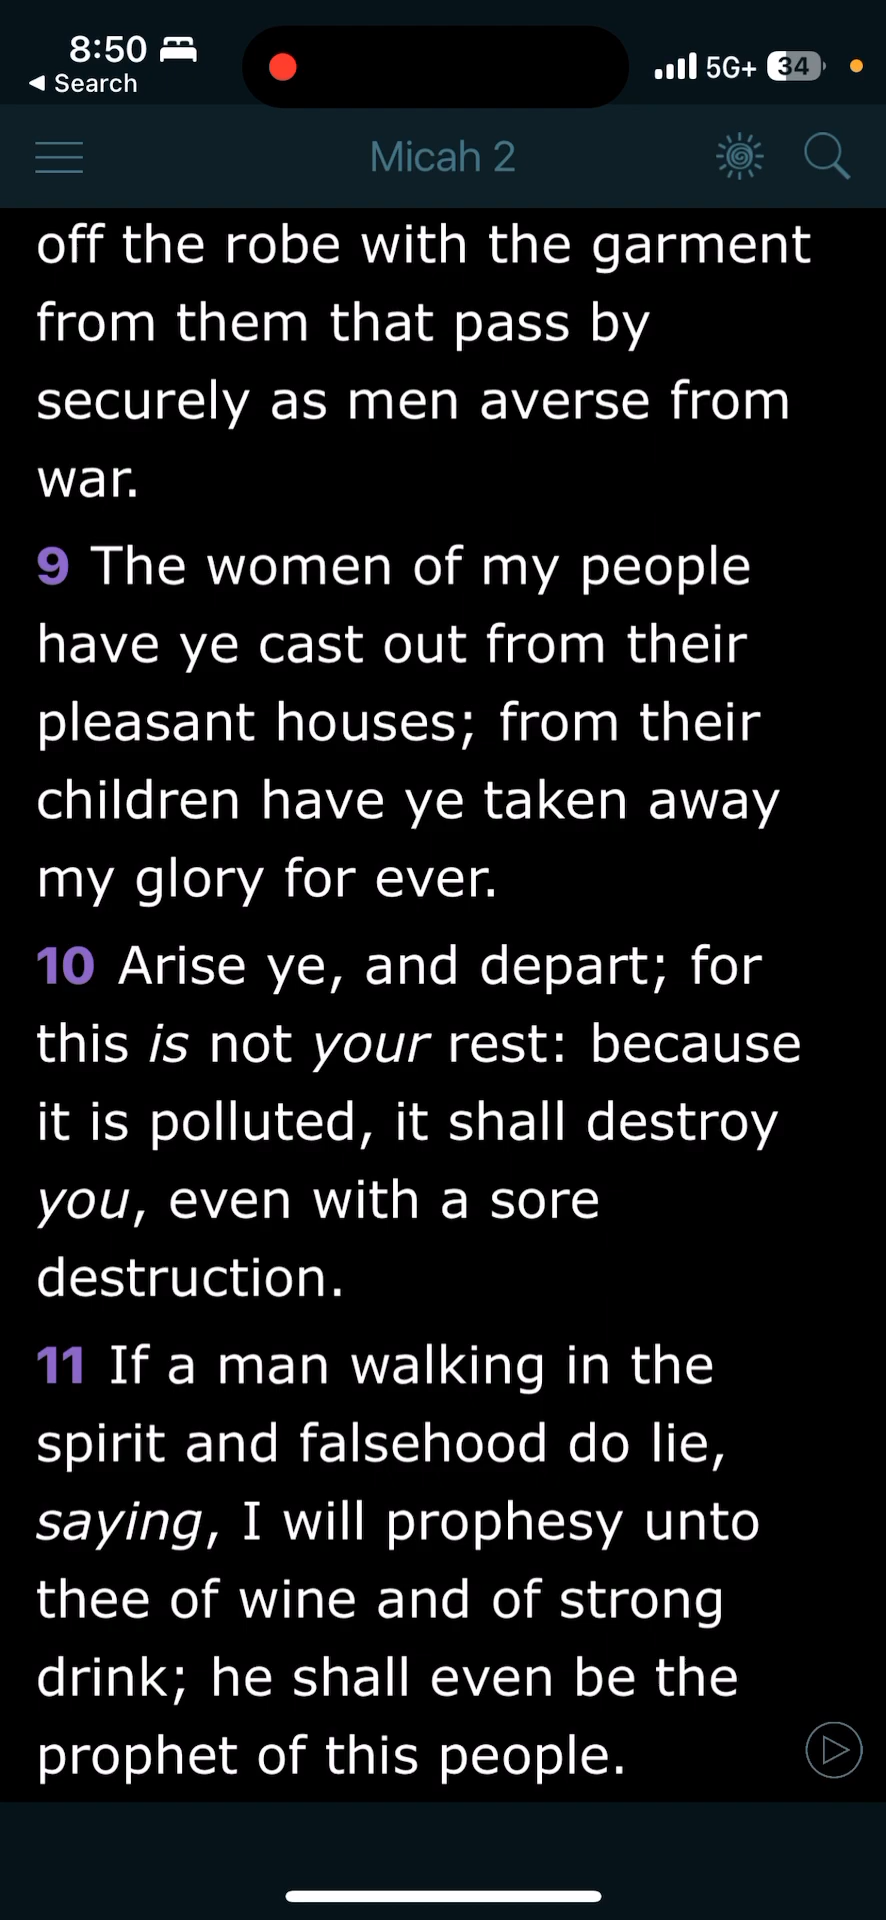 8:50
◀ Search
5G+ 34
Micah 2
off the robe with the garment
from them that pass by
securely as men averse from
war.
9 The women of my people
have ye cast out from their
pleasant houses; from their
children have ye taken away
my glory for ever.
10 Arise ye, and depart; for
this is not your rest: because
it is polluted, it shall destroy
you, even with a sore
destruction.
11 If a man walking in the
spirit and falsehood do lie,
saying, I will prophesy unto
thee of wine and of strong
drink; he shall even be the
prophet of this people.